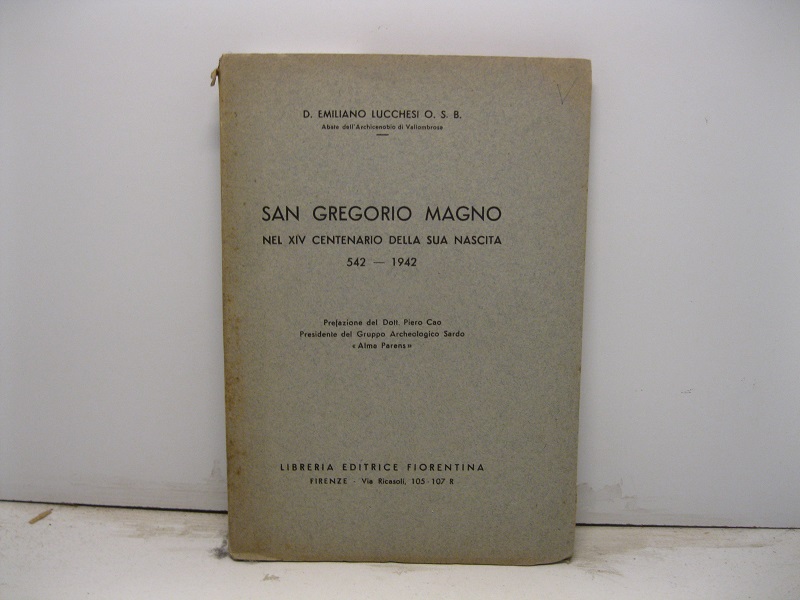 D. EMILIANO LUCCHESI O. S. B.
Abate dell'Archicenobio di Vallombrosa
SAN GREGORIO MAGNO
NEL XIV CENTENARIO DELLA SUA NASCITA
542 — 1942
Prefazione del Dott. Piero Cao
Presidente del Gruppo Archeologico Sardo
« Alma Parens »
LIBRERIA EDITRICE FIORENTINA
FIRENZE - Via Ricasoli, 105-107 R